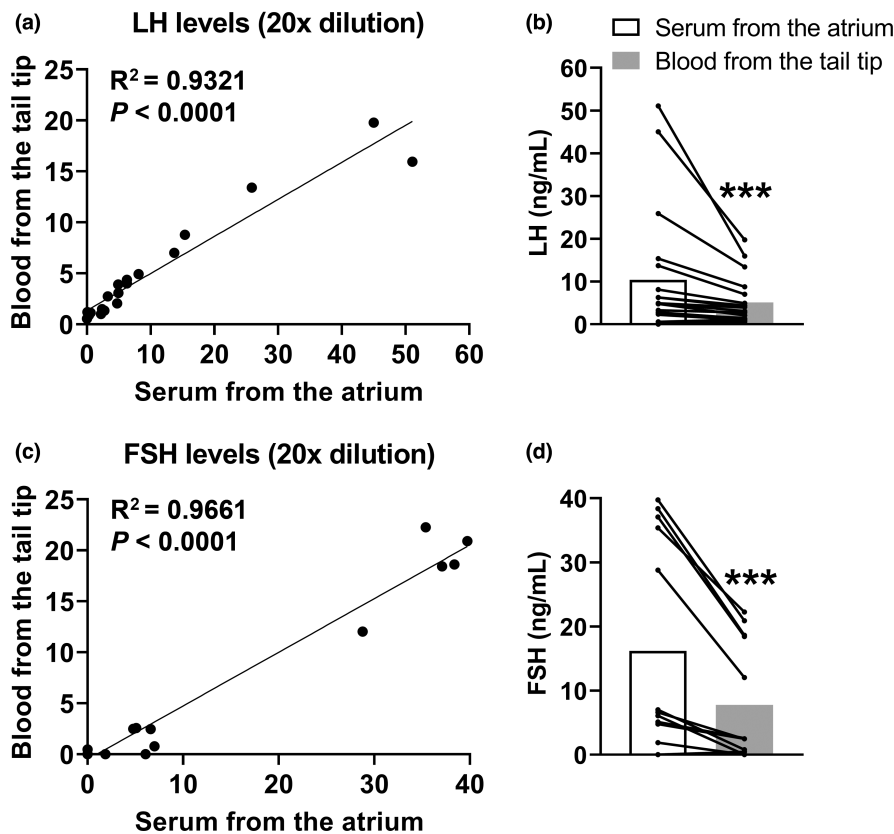 (a)
LH levels (20x dilution)
R² = 0.9321
P < 0.0001
Blood from the tail tip
25
20
15
10
5
0
0 10 20 30 40 50 60
Serum from the atrium
(b)
Serum from the atrium
Blood from the tail tip
LH (ng/mL)
60
50
40
30
20
10
0
***
(c)
FSH levels (20x dilution)
R² = 0.9661
P < 0.0001
Blood from the tail tip
25
20
15
10
5
0
0 10 20 30 40
Serum from the atrium
(d)
FSH (ng/mL)
40
30
20
10
0
***